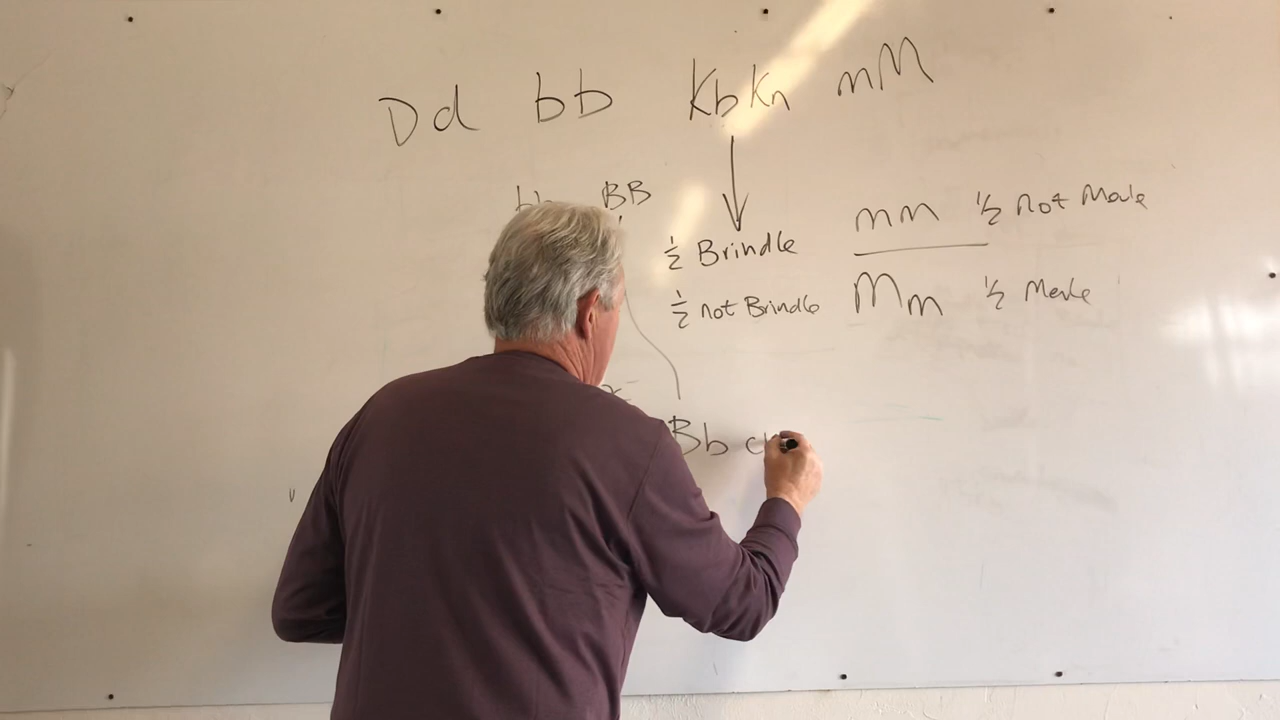 Dd bb KbKn mM
bb BB
½ Brindle mm ½ not Merle
½ not Brindle Mm ½ Merle
Bb